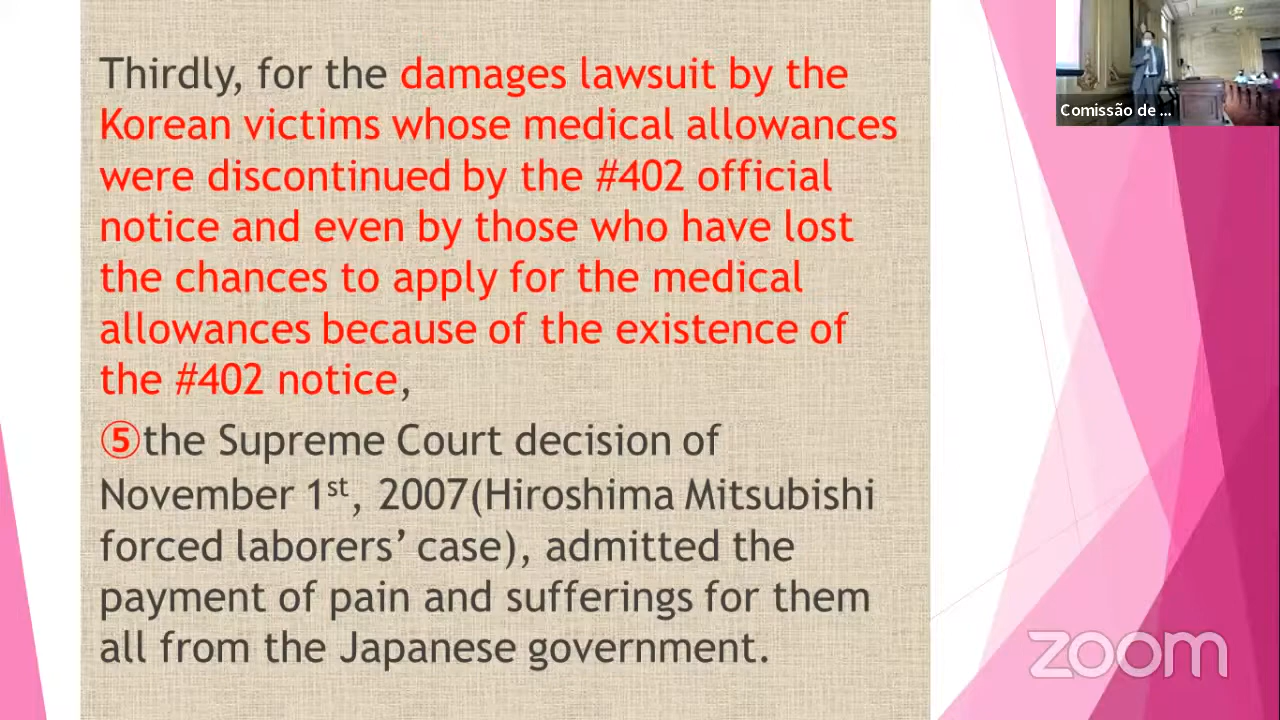 Thirdly, for the damages lawsuit by the
Korean victims whose medical allowances
were discontinued by the #402 official
notice and even by those who have lost
the chances to apply for the medical
allowances because of the existence of
the #402 notice,
⑤the Supreme Court decision of
November 1st, 2007(Hiroshima Mitsubishi
forced laborers’ case), admitted the
payment of pain and sufferings for them
all from the Japanese government.
Comissão de ...
zoom